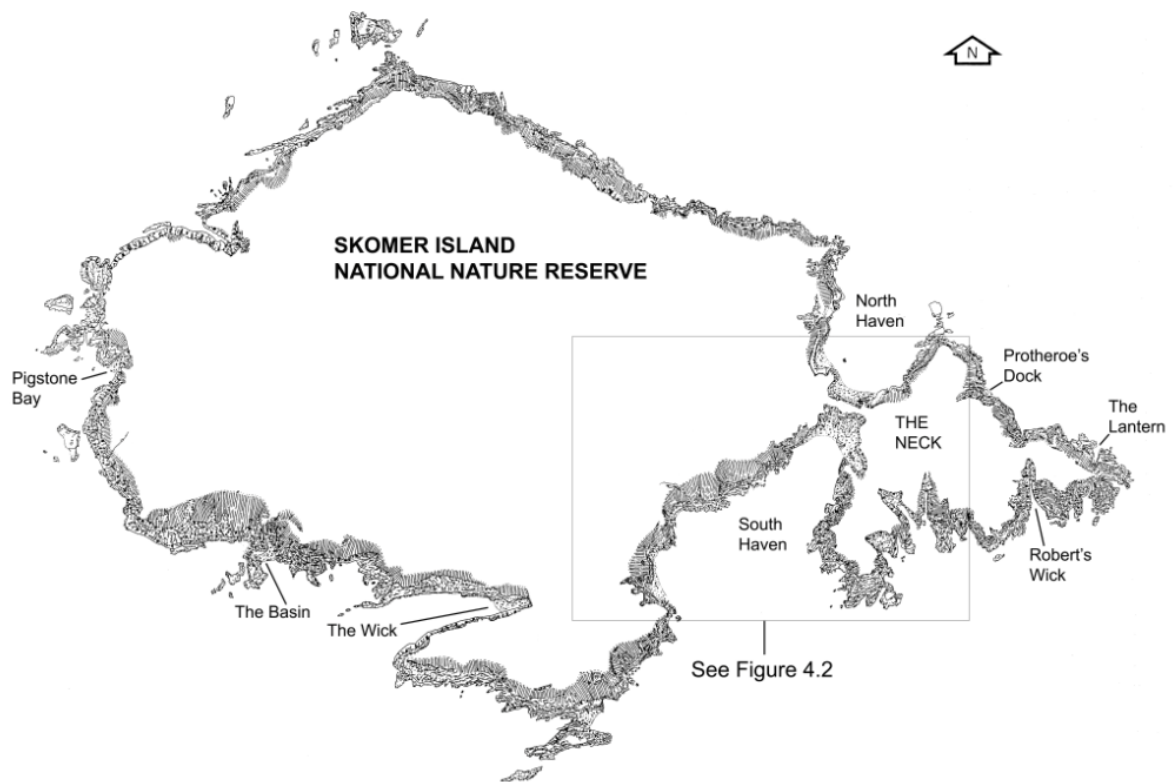 N
SKOMER ISLAND
NATIONAL NATURE RESERVE
North
Haven
Protheroe's
Dock
Pigstone
Bay
The
Lantern
THE
NECK
South
Haven
Robert's
Wick
The Basin
The Wick
See Figure 4.2